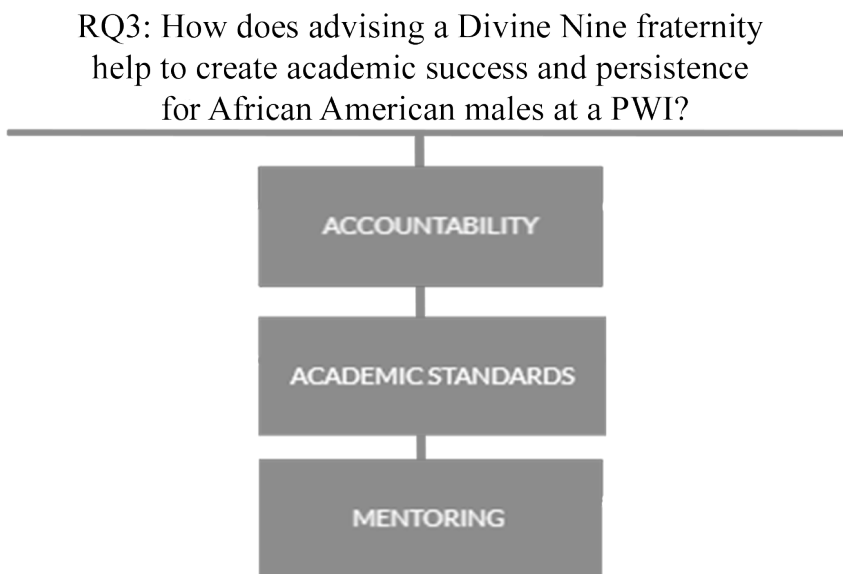 RQ3: How does advising a Divine Nine fraternity
help to create academic success and persistence
for African American males at a PWI?
ACCOUNTABILITY
ACADEMIC STANDARDS
MENTORING